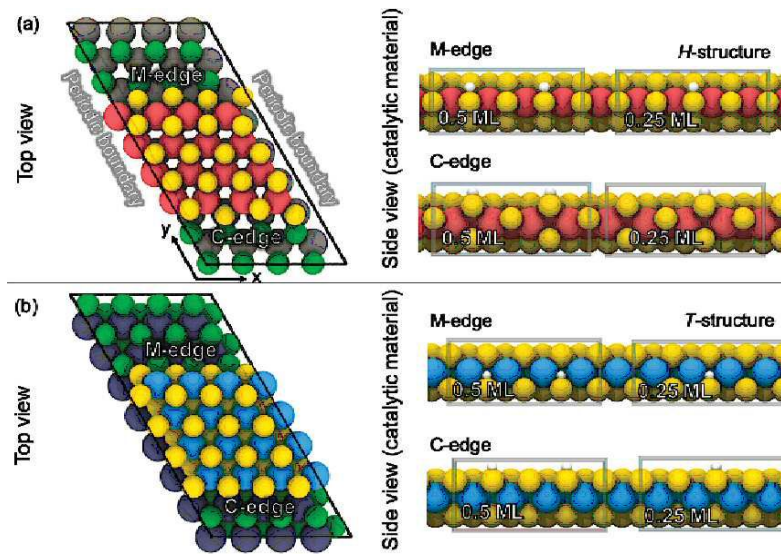 (a)
Top view
M-edge
Periodic boundary
Periodic boundary
C-edge
y
x
Side view (catalytic material)
M-edge
H-structure
0.5 ML
0.25 ML
C-edge
0.5 ML
0.25 ML
(b)
Top view
M-edge
C-edge
Side view (catalytic material)
M-edge
T-structure
0.5 ML
0.25 ML
C-edge
0.5 ML
0.25 ML